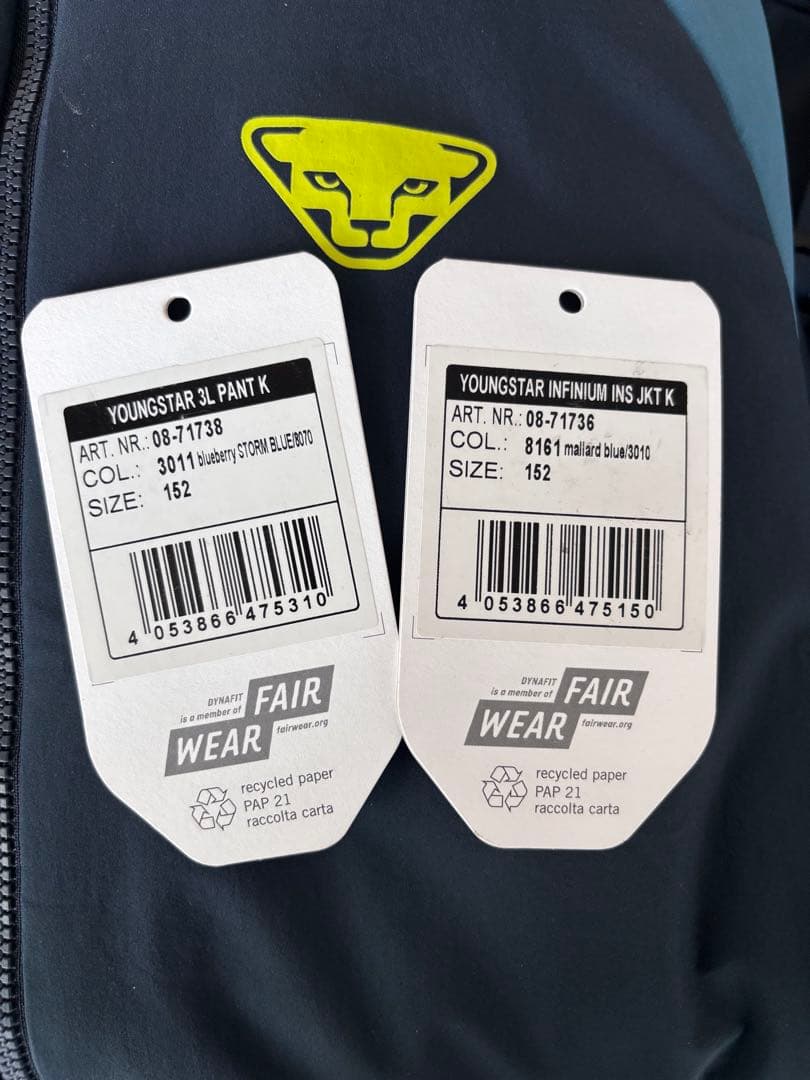 YOUNGSTAR 3L PANT K
ART. NR.: 08-71738
COL.: 3011 blueberry STORM BLUE/8070
SIZE: 152
4 053866 475310
DYNAFIT
is a member of
FAIR
WEAR
fairwear.org
recycled paper
PAP 21
raccolta carta
YOUNGSTAR INFINIUM INS JKT K
ART. NR.: 08-71736
COL.: 8161 mallard blue/3010
SIZE: 152
4 053866 475150
DYNAFIT
is a member of
FAIR
WEAR
fairwear.org
recycled paper
PAP 21
raccolta carta